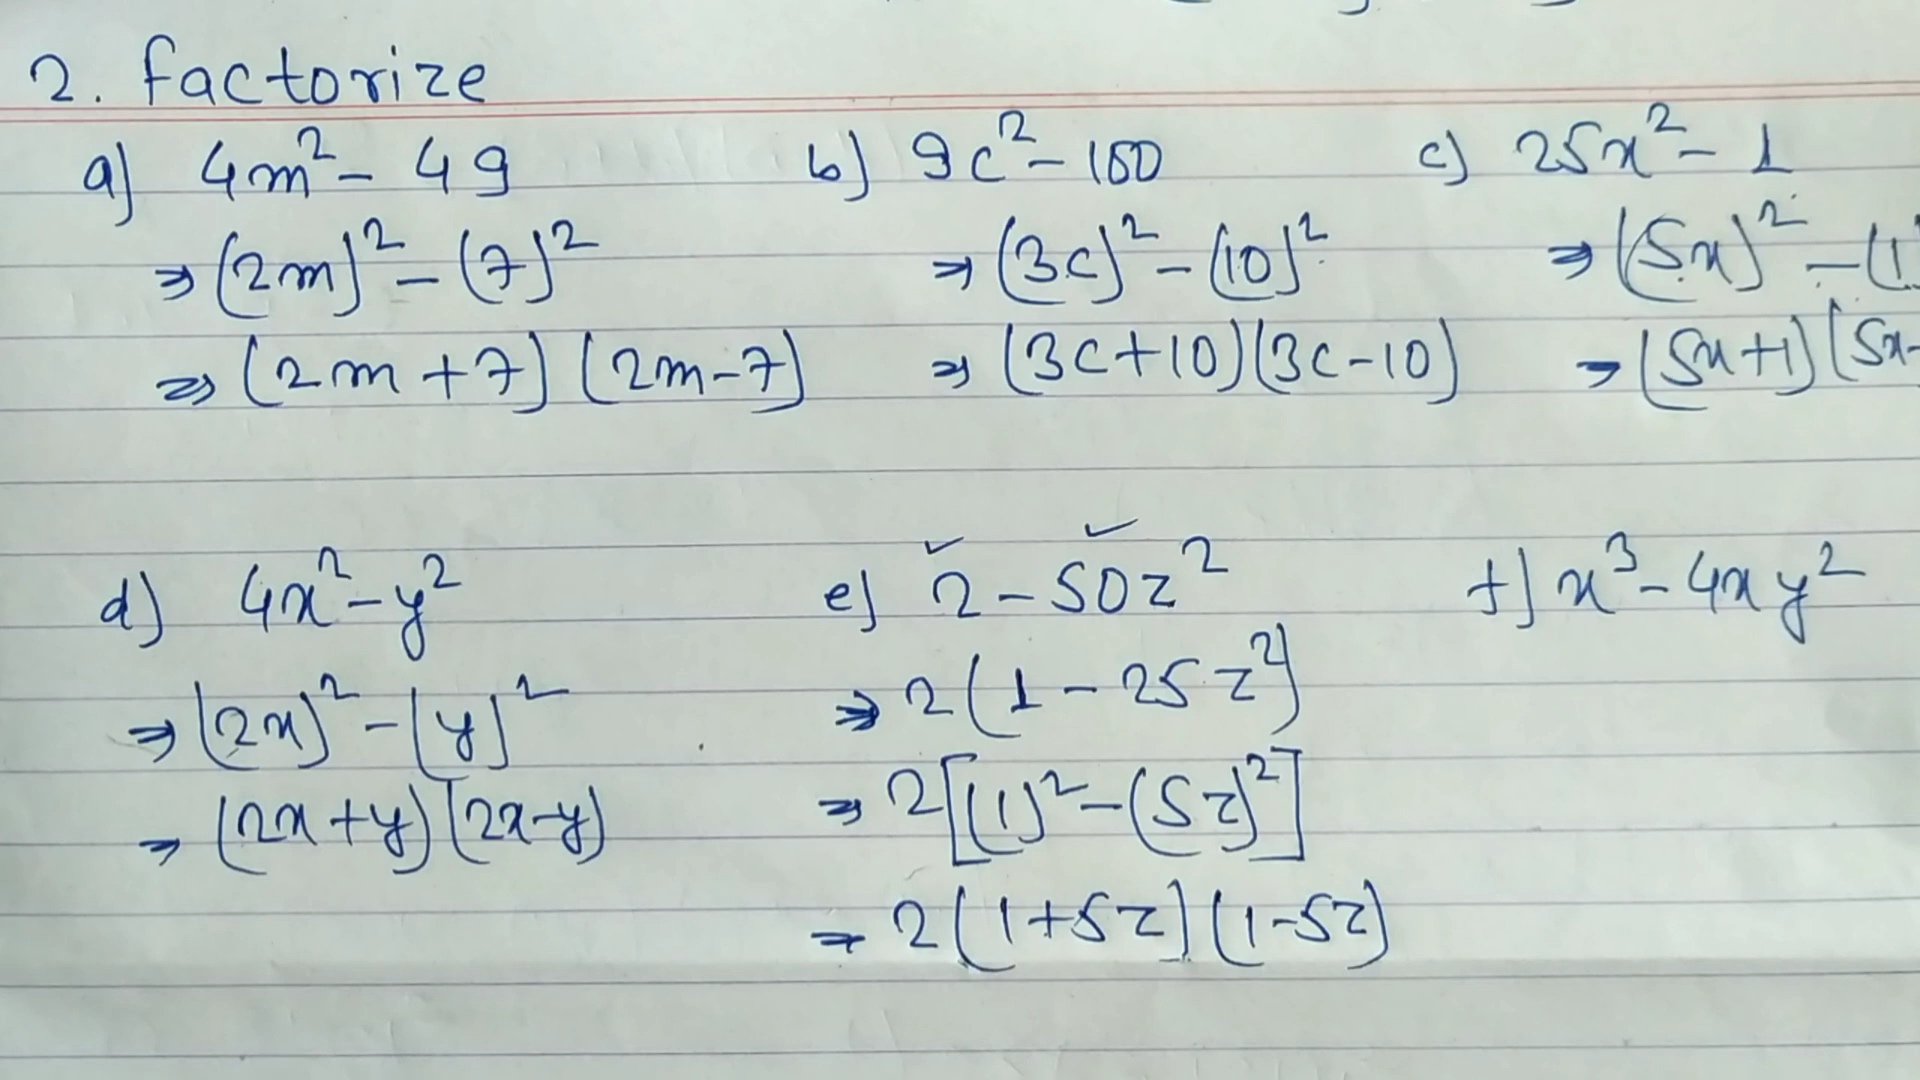 2. factorize
a) 4m² - 49
⇒ (2m)² - (7)²
⇒ (2m+7) (2m-7)
b) 9c² - 100
⇒ (3c)² - (10)²
⇒ (3c+10)(3c-10)
c) 25x² - 1
⇒ (5x)² - (1
⇒ (5x+1)(5x-
d) 4x² - y²
⇒ (2x)² - (y)²
⇒ (2x+y)(2x-y)
e) 2 - 50z²
⇒ 2(1 - 25z²)
⇒ 2[(1)² - (5z)²]
⇒ 2(1+5z)(1-5z)
f) x³ - 4xy²